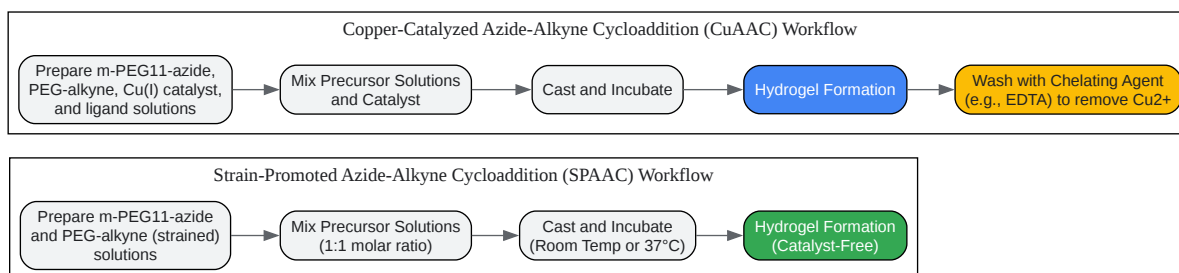 Copper-Catalyzed Azide-Alkyne Cycloaddition (CuAAC) Workflow
Prepare m-PEG11-azide,
PEG-alkyne, Cu(I) catalyst,
and ligand solutions
Mix Precursor Solutions
and Catalyst
Cast and Incubate
Hydrogel Formation
Wash with Chelating Agent
(e.g., EDTA) to remove Cu2+
Strain-Promoted Azide-Alkyne Cycloaddition (SPAAC) Workflow
Prepare m-PEG11-azide
and PEG-alkyne (strained)
solutions
Mix Precursor Solutions
(1:1 molar ratio)
Cast and Incubate
(Room Temp or 37°C)
Hydrogel Formation
(Catalyst-Free)